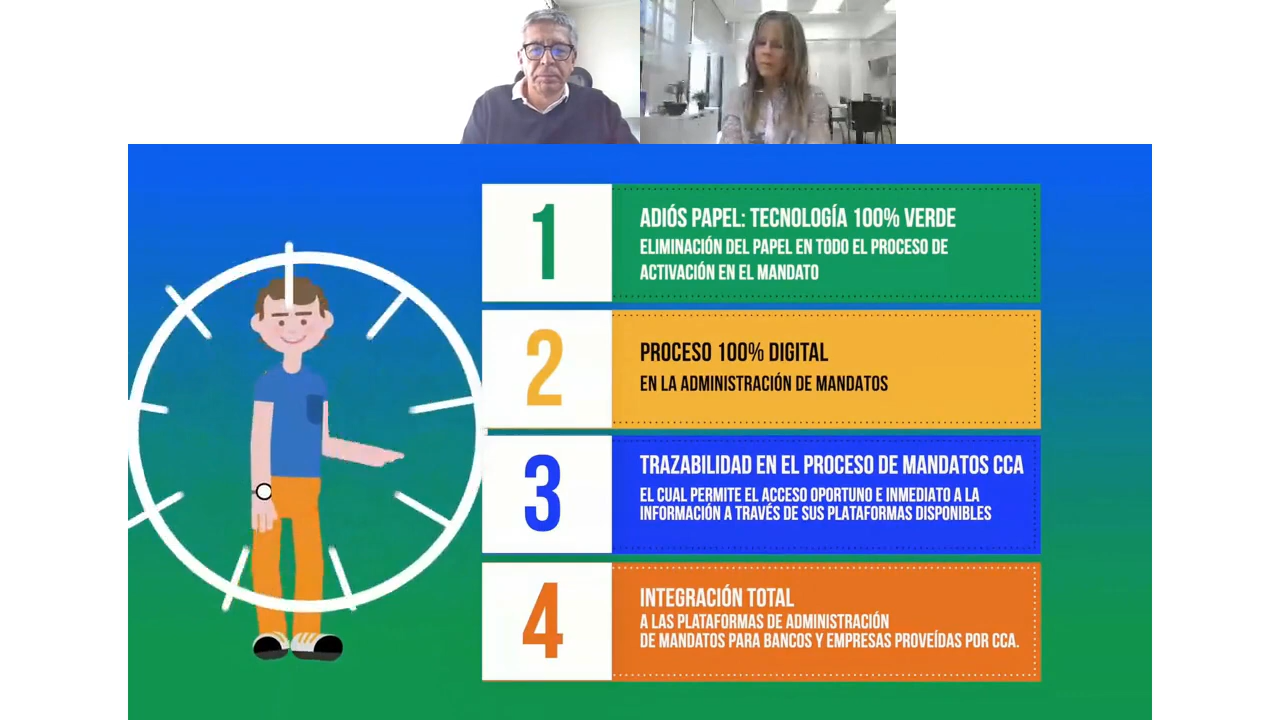 1
ADIÓS PAPEL: TECNOLOGÍA 100% VERDE
ELIMINACIÓN DEL PAPEL EN TODO EL PROCESO DE
ACTIVACIÓN EN EL MANDATO
2
PROCESO 100% DIGITAL
EN LA ADMINISTRACIÓN DE MANDATOS
3
TRAZABILIDAD EN EL PROCESO DE MANDATOS CCA
EL CUAL PERMITE EL ACCESO OPORTUNO E INMEDIATO A LA
INFORMACIÓN A TRAVÉS DE SUS PLATAFORMAS DISPONIBLES
4
INTEGRACIÓN TOTAL
A LAS PLATAFORMAS DE ADMINISTRACIÓN
DE MANDATOS PARA BANCOS Y EMPRESAS PROVEÍDAS POR CCA.